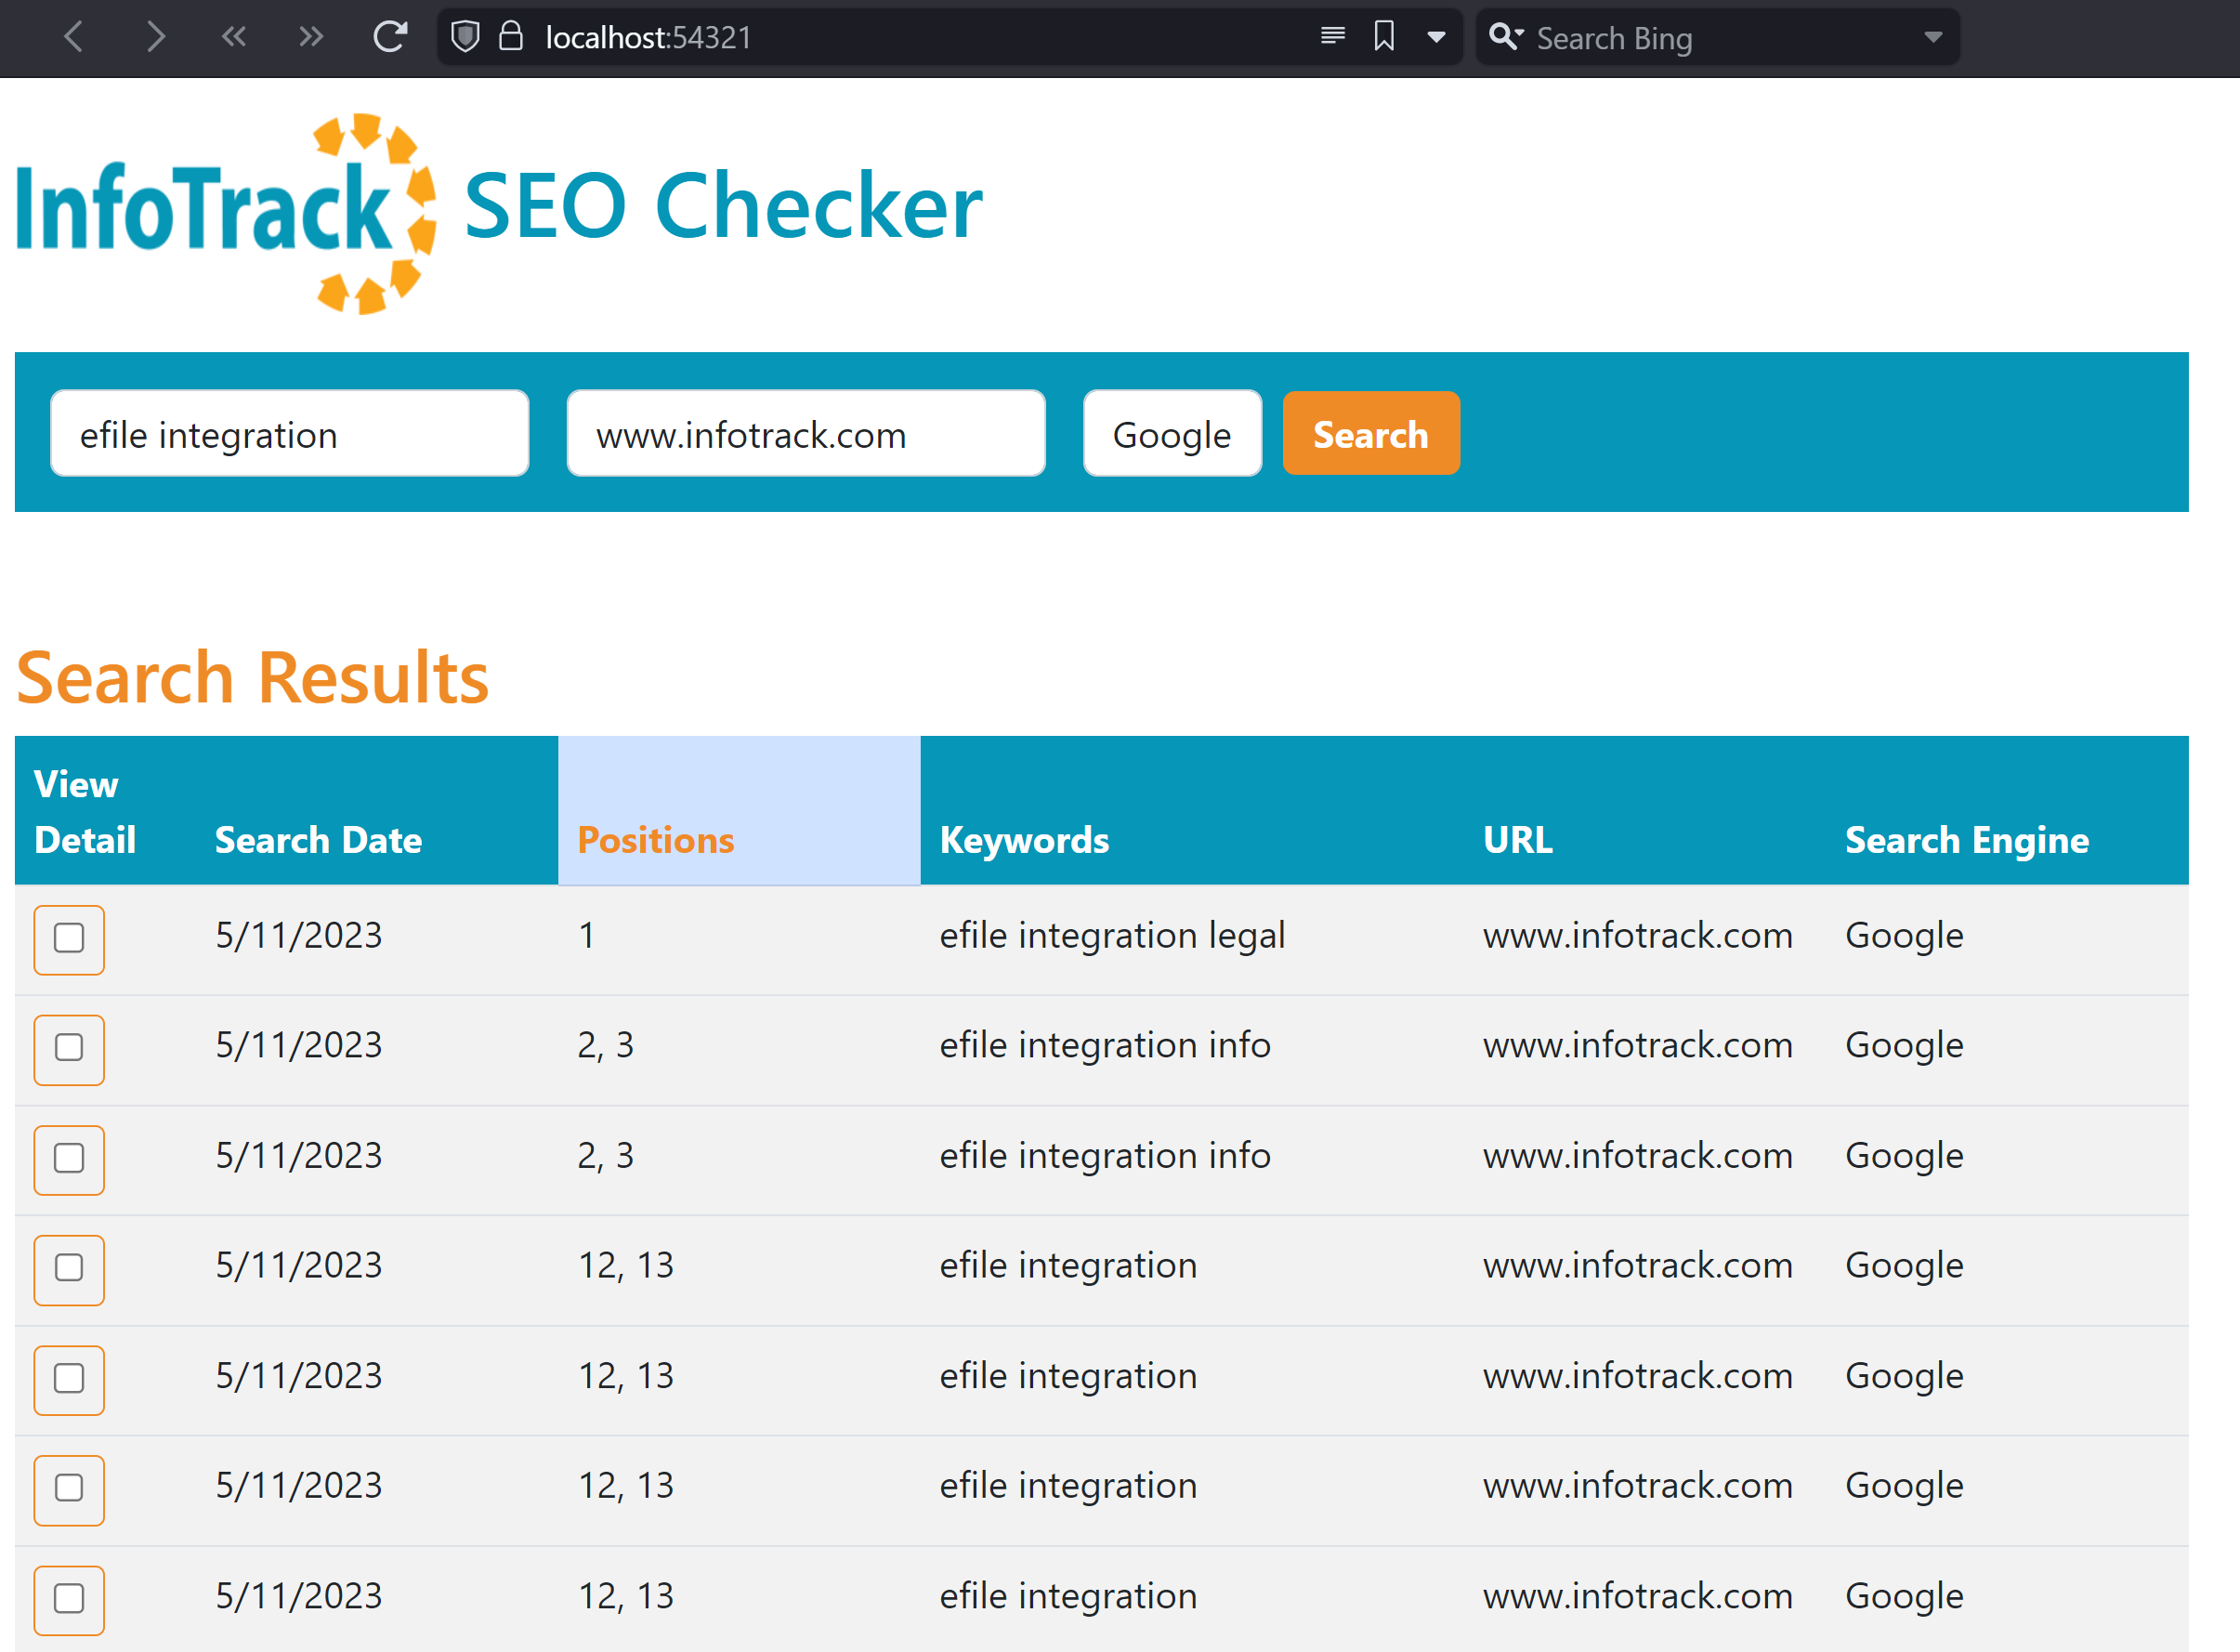 localhost:54321 Search Bing
InfoTrack SEO Checker
efile integration www.infotrack.com Google Search
Search Results
View
Detail Search Date Positions Keywords URL Search Engine
5/11/2023 1 efile integration legal www.infotrack.com Google
5/11/2023 2, 3 efile integration info www.infotrack.com Google
5/11/2023 2, 3 efile integration info www.infotrack.com Google
5/11/2023 12, 13 efile integration www.infotrack.com Google
5/11/2023 12, 13 efile integration www.infotrack.com Google
5/11/2023 12, 13 efile integration www.infotrack.com Google
5/11/2023 12, 13 efile integration www.infotrack.com Google